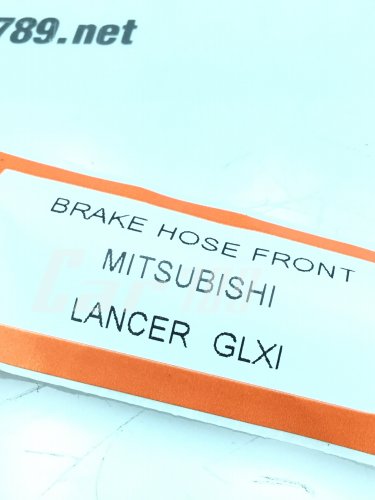 789.net
BRAKE HOSE FRONT
MITSUBISHI
LANCER GLXI